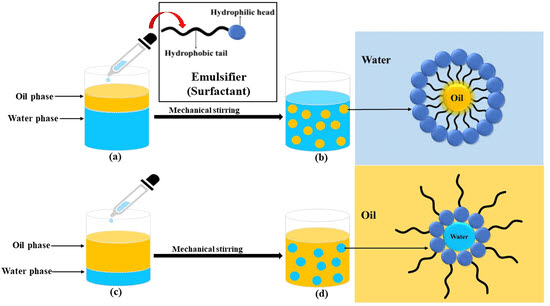 Hydrophilic head
Hydrophobic tail
Emulsifier
(Surfactant)
Oil phase
Water phase
Mechanical stirring
(a)
(b)
Water
Oil
Oil phase
Water phase
Mechanical stirring
(c)
(d)
Oil
Water